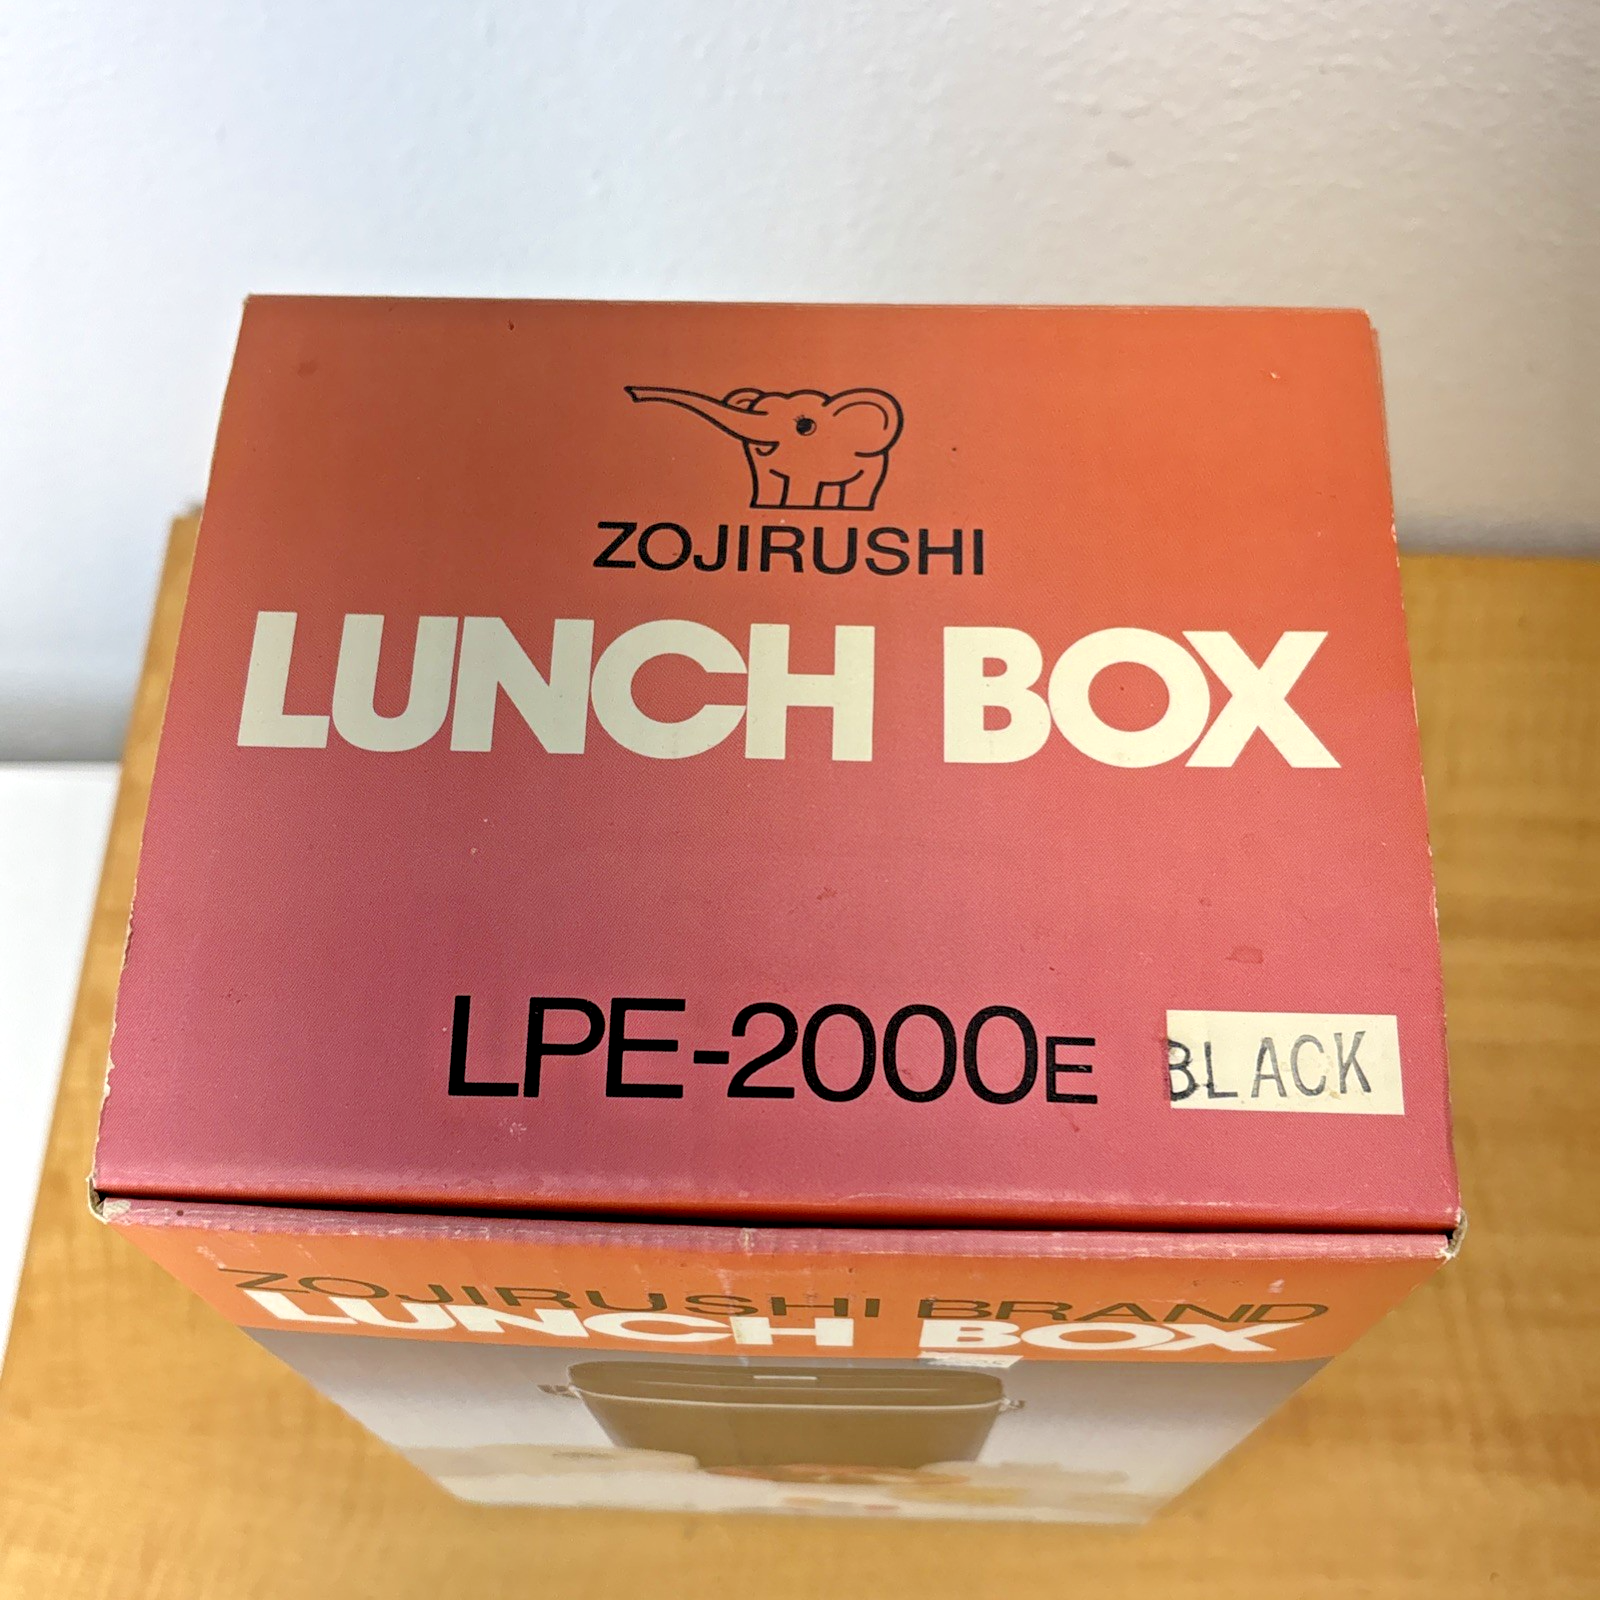 ZOJIRUSHI
LUNCH BOX
LPE-2000E BLACK
ZOJIRUSHI BRAND
LUNCH BOX